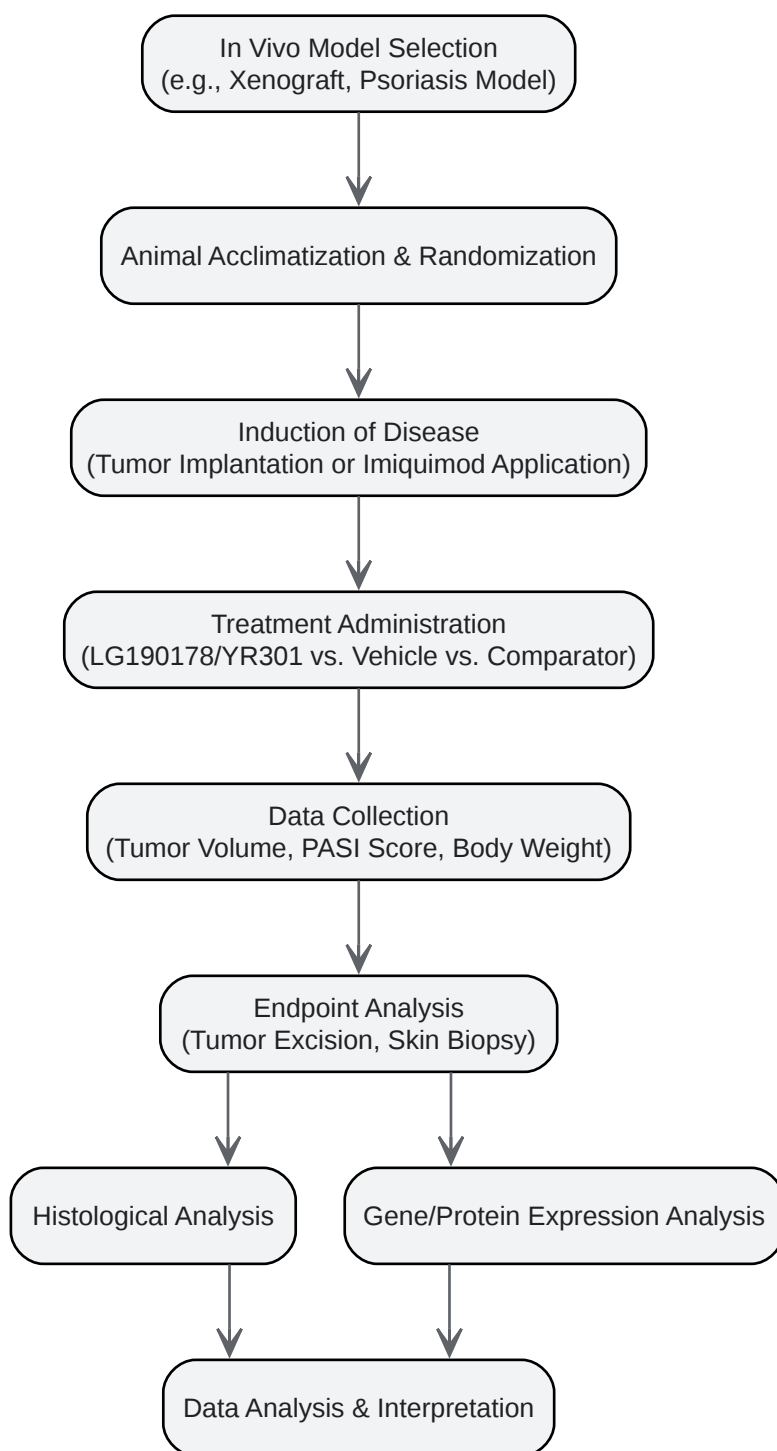 In Vivo Model Selection
(e.g., Xenograft, Psoriasis Model)
Animal Acclimatization & Randomization
Induction of Disease
(Tumor Implantation or Imiquimod Application)
Treatment Administration
(LG190178/YR301 vs. Vehicle vs. Comparator)
Data Collection
(Tumor Volume, PASI Score, Body Weight)
Endpoint Analysis
(Tumor Excision, Skin Biopsy)
Histological Analysis
Gene/Protein Expression Analysis
Data Analysis & Interpretation